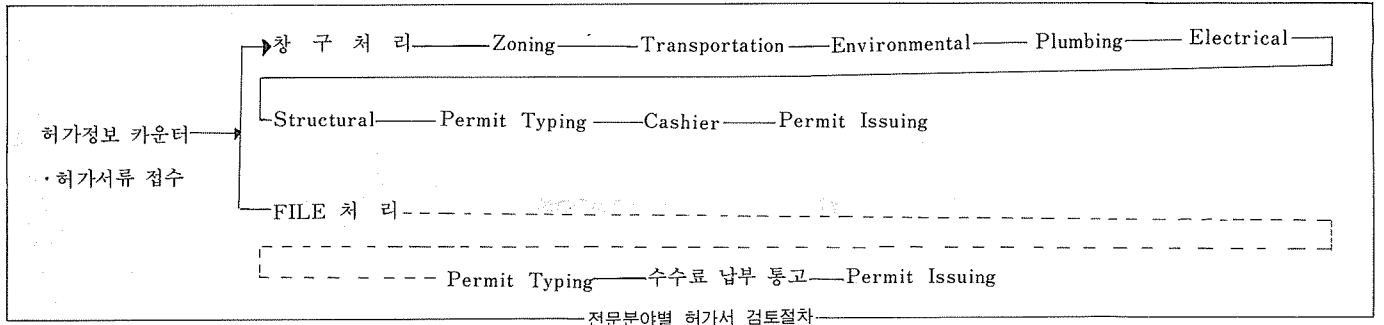 창 구 처 리 Zoning Transportation Environmental Plumbing Electrical
Structural Permit Typing Cashier Permit Issuing
허가정보 카운터
·허가서류 접수
FILE 처 리
Permit Typing 수수료 납부 통고 Permit Issuing
전문분야별 허가서 검토절차